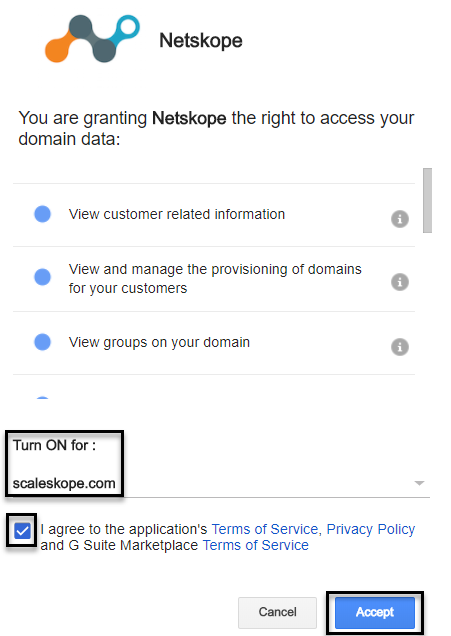 Netskope
You are granting Netskope the right to access your
domain data:
View customer related information
View and manage the provisioning of domains
for your customers
View groups on your domain
Turn ON for :
scaleskope.com
I agree to the application's Terms of Service, Privacy Policy
and G Suite Marketplace Terms of Service
Cancel
Accept